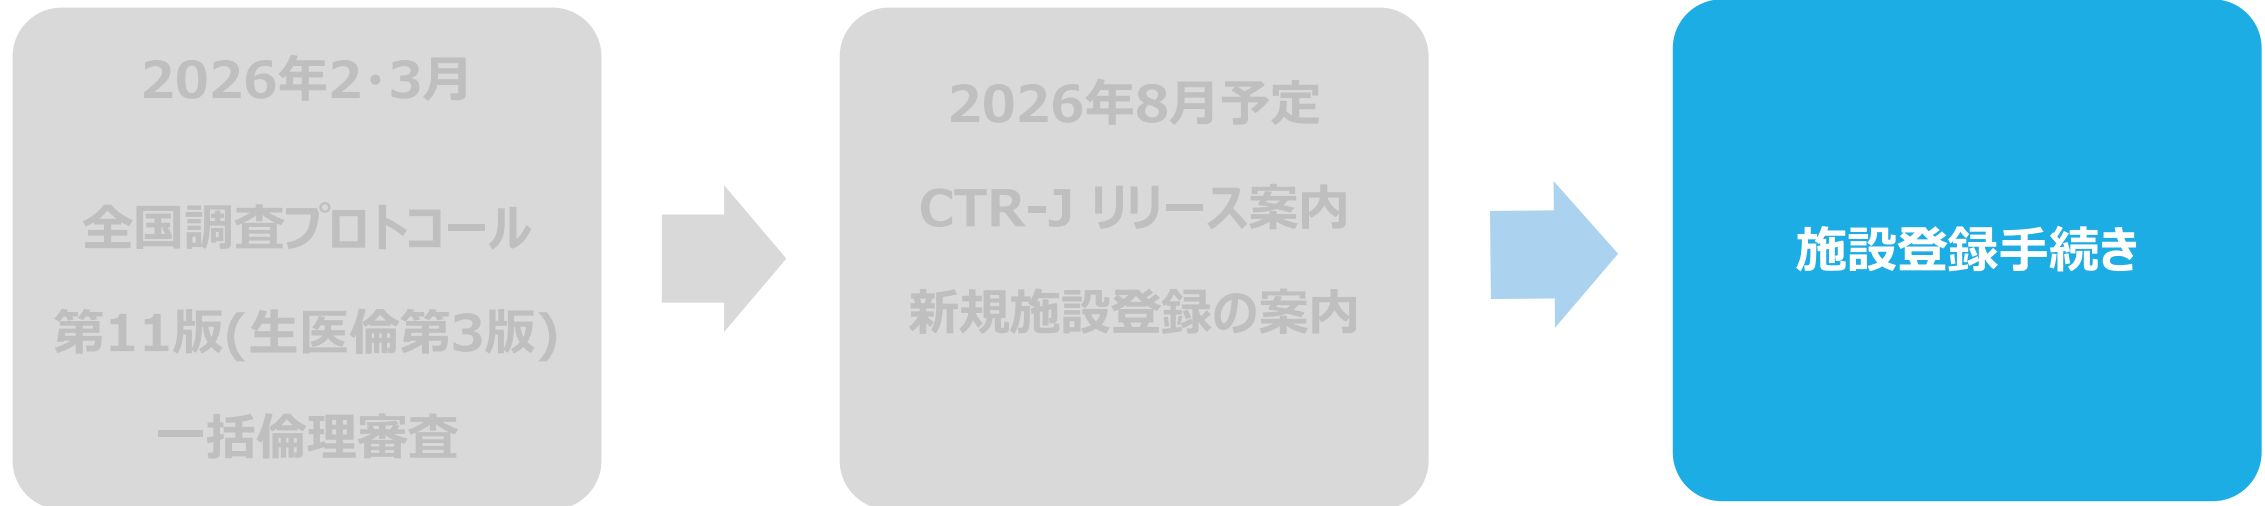 2026年2・3月
全国調査プロトコール
第11版(生医倫第3版)
一括倫理審査
2026年8月予定
CTR-J リリース案内
新規施設登録の案内
施設登録手続き